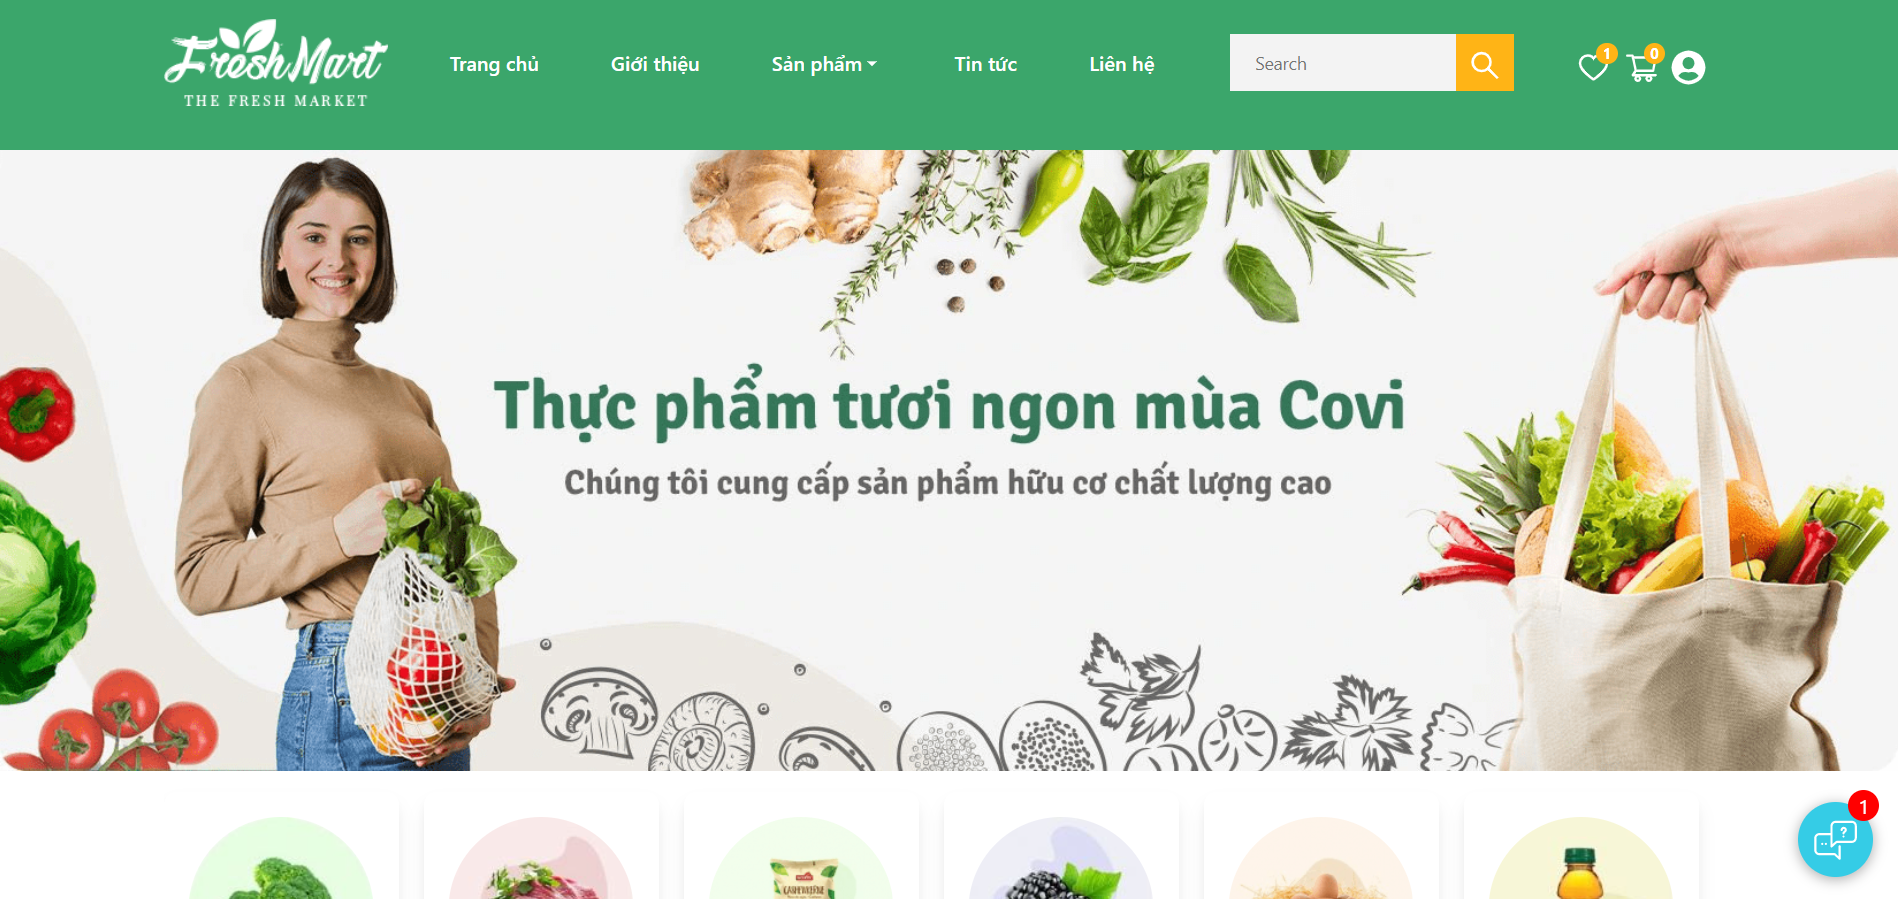 FreshMart
THE FRESH MARKET
Trang chủ
Giới thiệu
Sản phẩm
Tin tức
Liên hệ
Search
1
0
Thực phẩm tươi ngon mùa Covi
Chúng tôi cung cấp sản phẩm hữu cơ chất lượng cao
1
?